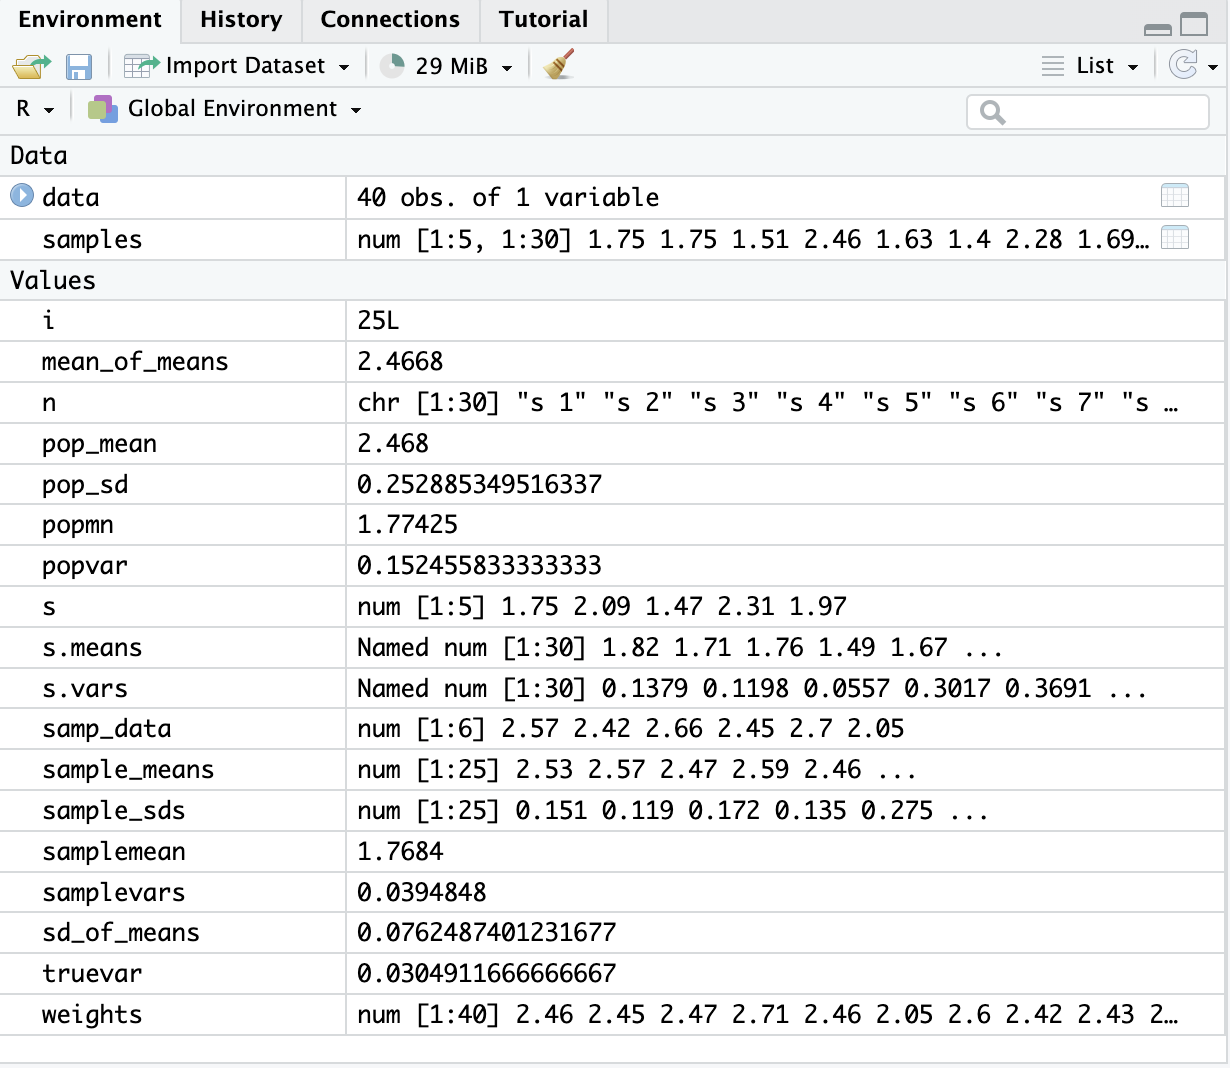 Environment History Connections Tutorial
Import Dataset 29 MiB List
R Global Environment
Data
data 40 obs. of 1 variable
samples num [1:5, 1:30] 1.75 1.75 1.51 2.46 1.63 1.4 2.28 1.69…
Values
i 25L
mean_of_means 2.4668
n chr [1:30] "s 1" "s 2" "s 3" "s 4" "s 5" "s 6" "s 7" "s …
pop_mean 2.468
pop_sd 0.252885349516337
popmn 1.77425
popvar 0.152455833333333
s num [1:5] 1.75 2.09 1.47 2.31 1.97
s.means Named num [1:30] 1.82 1.71 1.76 1.49 1.67 ...
s.vars Named num [1:30] 0.1379 0.1198 0.0557 0.3017 0.3691 ...
samp_data num [1:6] 2.57 2.42 2.66 2.45 2.7 2.05
sample_means num [1:25] 2.53 2.57 2.47 2.59 2.46 ...
sample_sds num [1:25] 0.151 0.119 0.172 0.135 0.275 ...
samplemean 1.7684
samplevars 0.0394848
sd_of_means 0.0762487401231677
truevar 0.0304911666666667
weights num [1:40] 2.46 2.45 2.47 2.71 2.46 2.05 2.6 2.42 2.43 2…